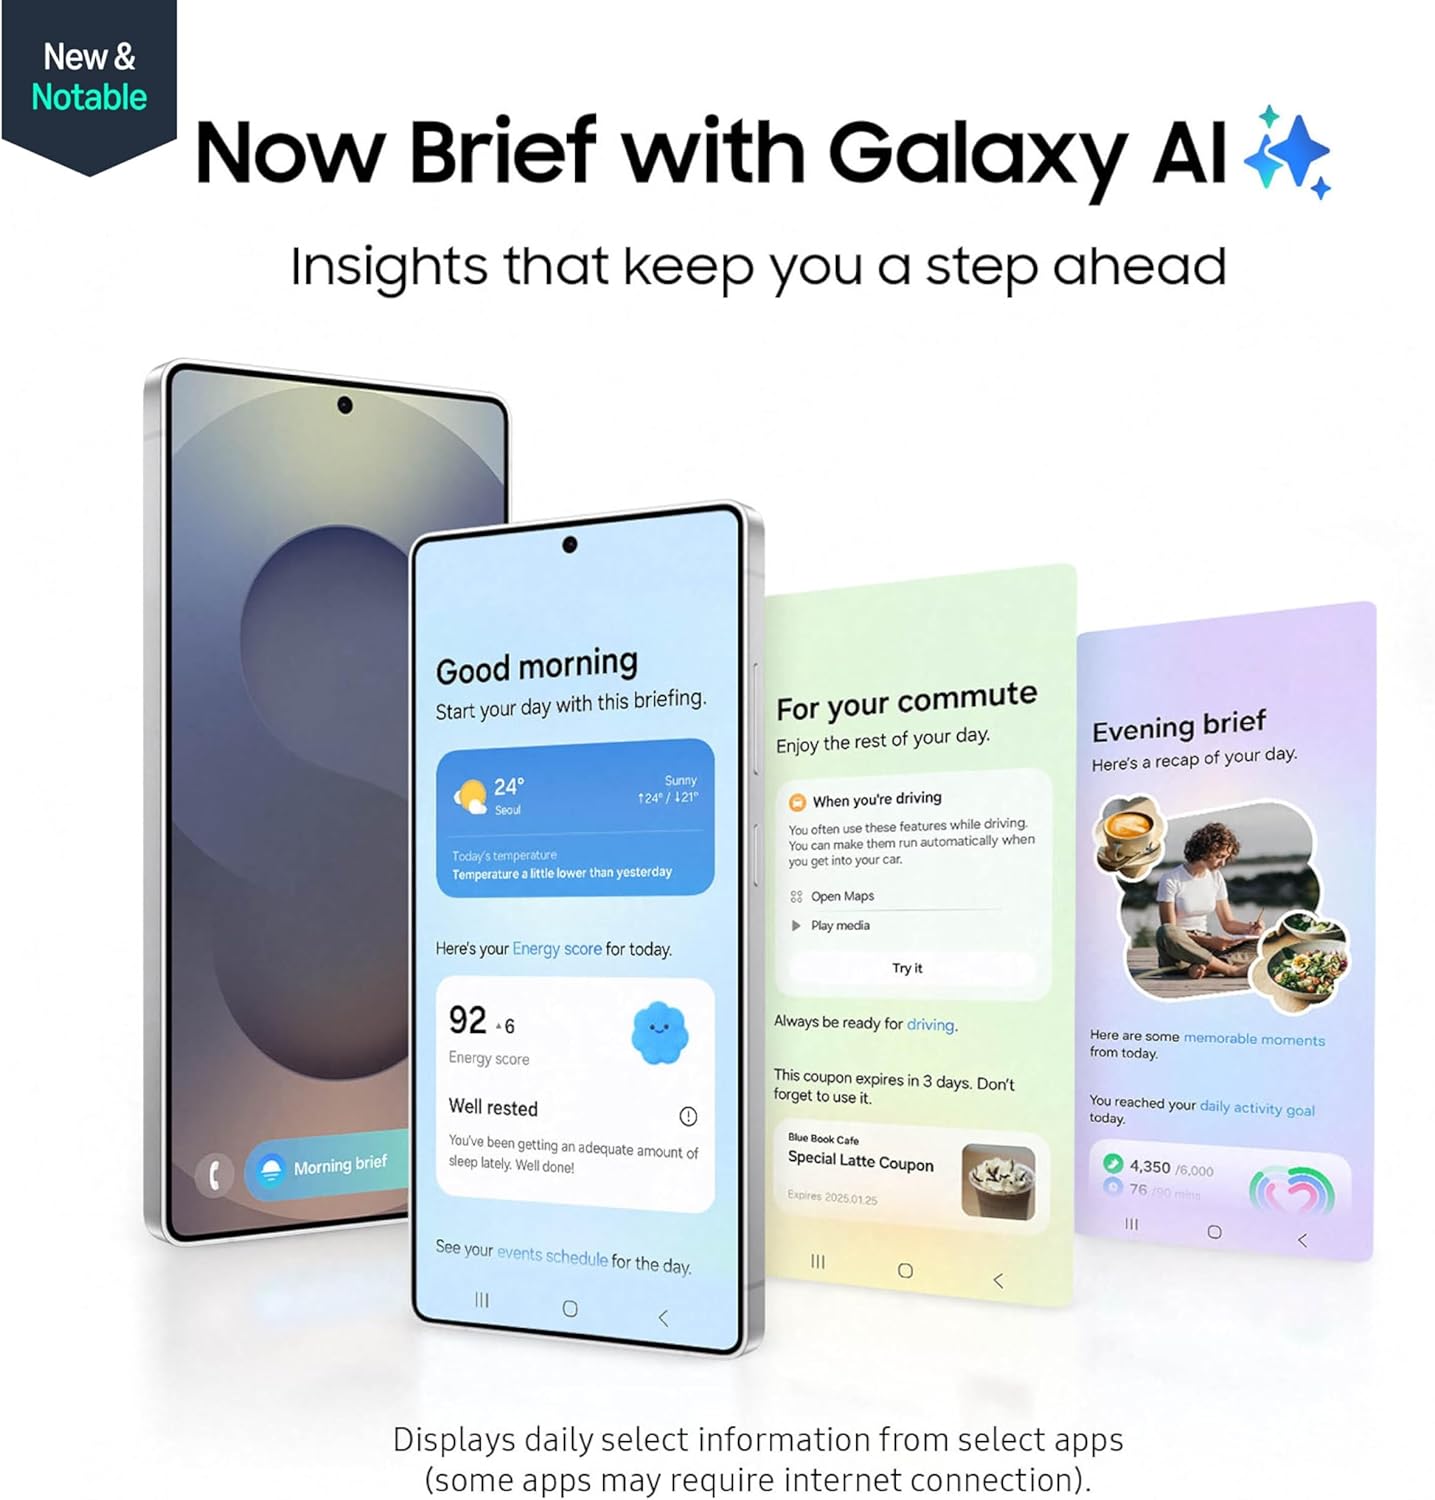 New &
Notable
Now Brief with Galaxy AI
Insights that keep you a step ahead
Morning brief
Good morning
Start your day with this briefing.
24°
Seoul
Sunny
↑24° / ↓21°
Today's temperature
Temperature a little lower than yesterday
Here's your Energy score for today.
92 ▲6
Energy score
Well rested
You've been getting an adequate amount of
sleep lately. Well done!
See your events schedule for the day.
For your commute
Enjoy the rest of your day.
When you're driving
You often use these features while driving.
You can make them run automatically when
you get into your car.
Open Maps
Play media
Try it
Always be ready for driving.
This coupon expires in 3 days. Don't
forget to use it.
Blue Book Cafe
Special Latte Coupon
Expires 2025.01.25
Evening brief
Here's a recap of your day.
Here are some memorable moments
from today.
You reached your daily activity goal
today.
4,350 /6,000
76 /90 mins
Displays daily select information from select apps
(some apps may require internet connection).